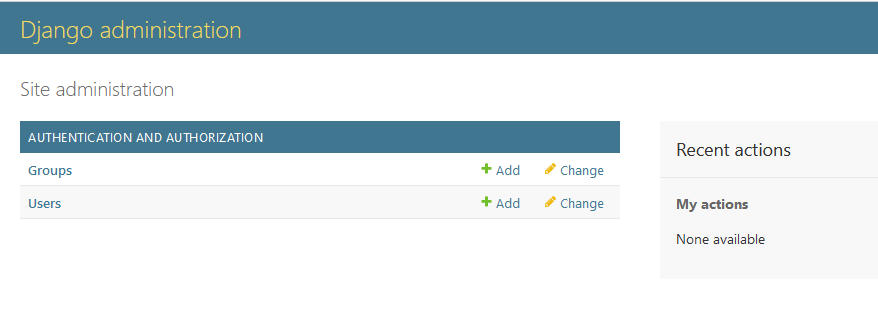 Django administration
Site administration
AUTHENTICATION AND AUTHORIZATION
Groups Add Change
Users Add Change
Recent actions
My actions
None available